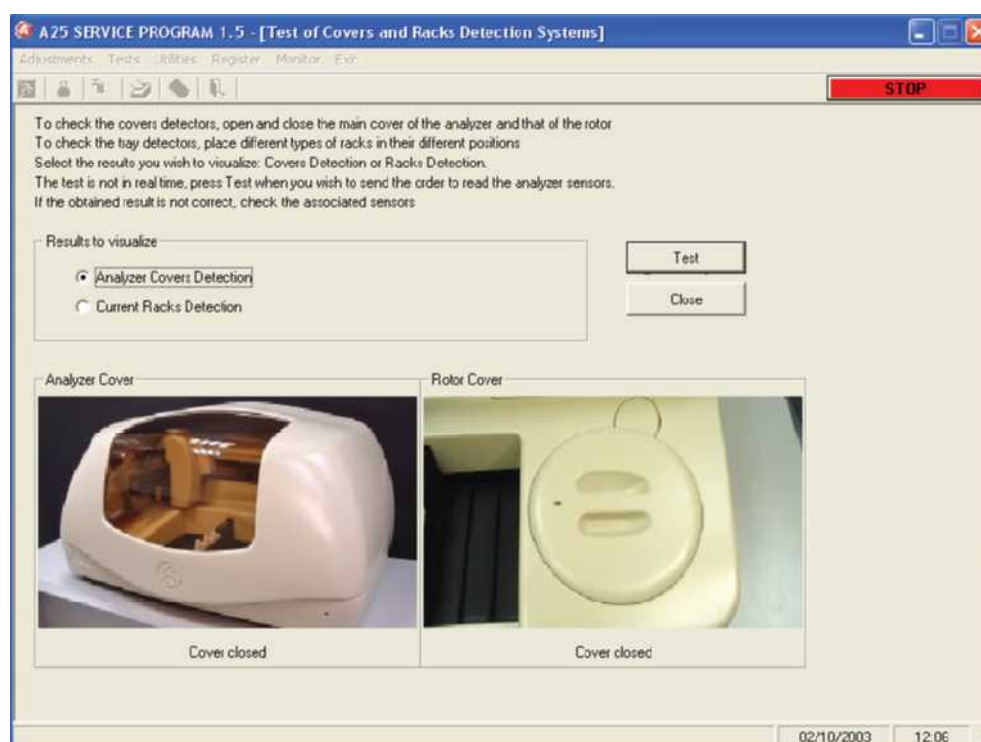 A25 SERVICE PROGRAM 1.5 - [Test of Covers and Racks Detection Systems]
Adjustments Tests Utilities Register Monitor Exit
STOP
To check the covers detectors, open and close the main cover of the analyzer and that of the rotor
To check the tray detectors, place different types of racks in their different positions
Select the results you wish to visualize: Covers Detection or Racks Detection.
The test is not in real time, press Test when you wish to send the order to read the analyzer sensors.
If the obtained result is not correct, check the associated sensors
Results to visualize
Analyzer Covers Detection
Current Racks Detection
Test
Close
Analyzer Cover
Rotor Cover
Cover closed
Cover closed
02/10/2003
12:06